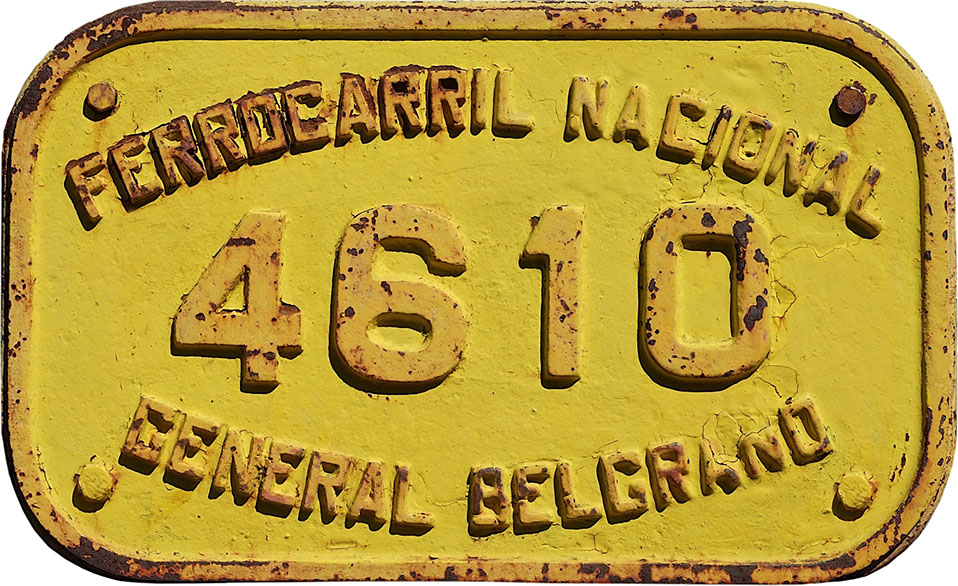 FERROCARRIL NACIONAL
4610
GENERAL BELGRANO